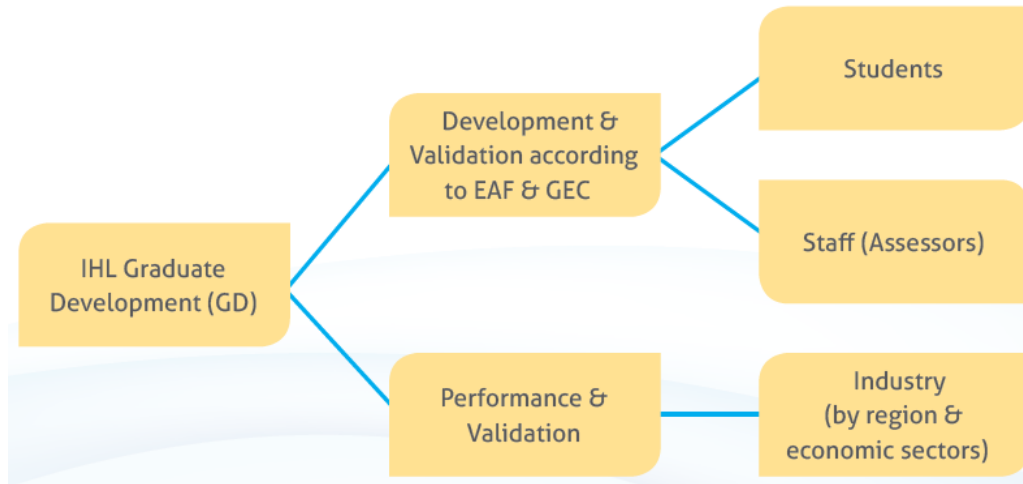 Students
Development &
Validation according
to EAF & GEC
Staff (Assessors)
IHL Graduate
Development (GD)
Performance &
Validation
Industry
(by region &
economic sectors)